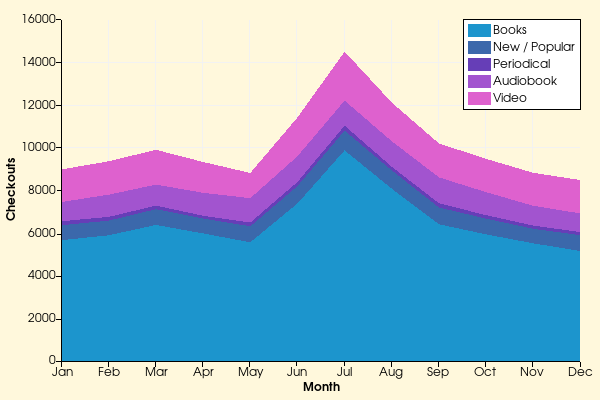 16000
14000
12000
10000
8000
6000
4000
2000
0
Checkouts
Books
New / Popular
Periodical
Audiobook
Video
Jan Feb Mar Apr May Jun Jul Aug Sep Oct Nov Dec
Month